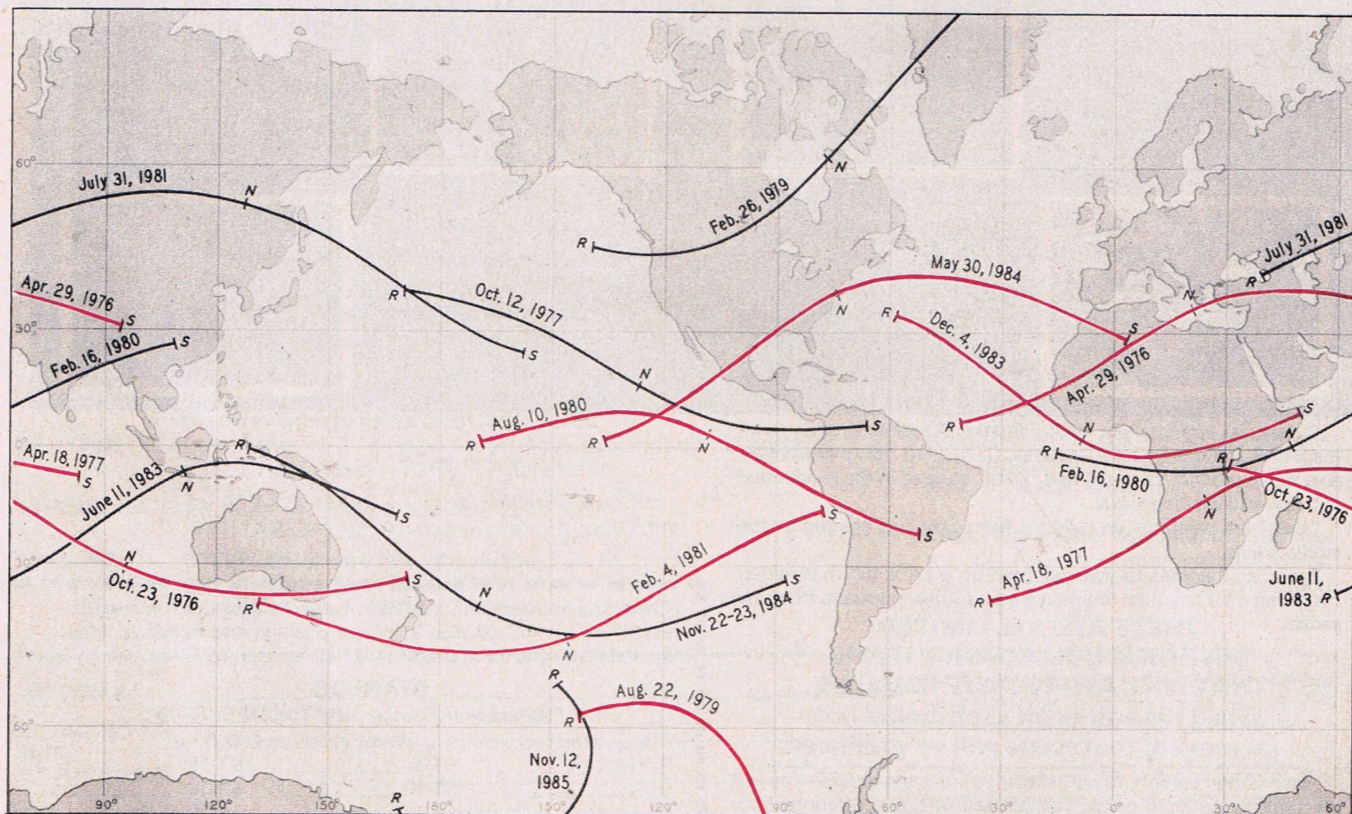 60°
N
July 31, 1981
N
Feb. 26, 1979
R
July 31, 1981
R
May 30, 1984
Apr. 29, 1976
S
R
Oct. 12, 1977
N
R
N
30°
Dec. 4, 1983
S
Feb. 16, 1980
S
S
Apr. 29, 1976
N
Aug. 10, 1980
R
R
N
S
R
S
N
N
R
0°
R
Feb. 16, 1980
R
Apr. 18, 1977
S
June 11, 1983
N
Oct. 23, 1976
N
S
S
S
N
30°
Feb. 4, 1981
S
S
Apr. 18, 1977
R
June 11,
1983 R
Oct. 23, 1976
R
N
Nov. 22-23, 1984
N
R
Aug. 22, 1979
R
60°
Nov. 12,
1985
R
90°
120°
150°
180°
150°
120°
90°
60°
30°
0°
30°
60°